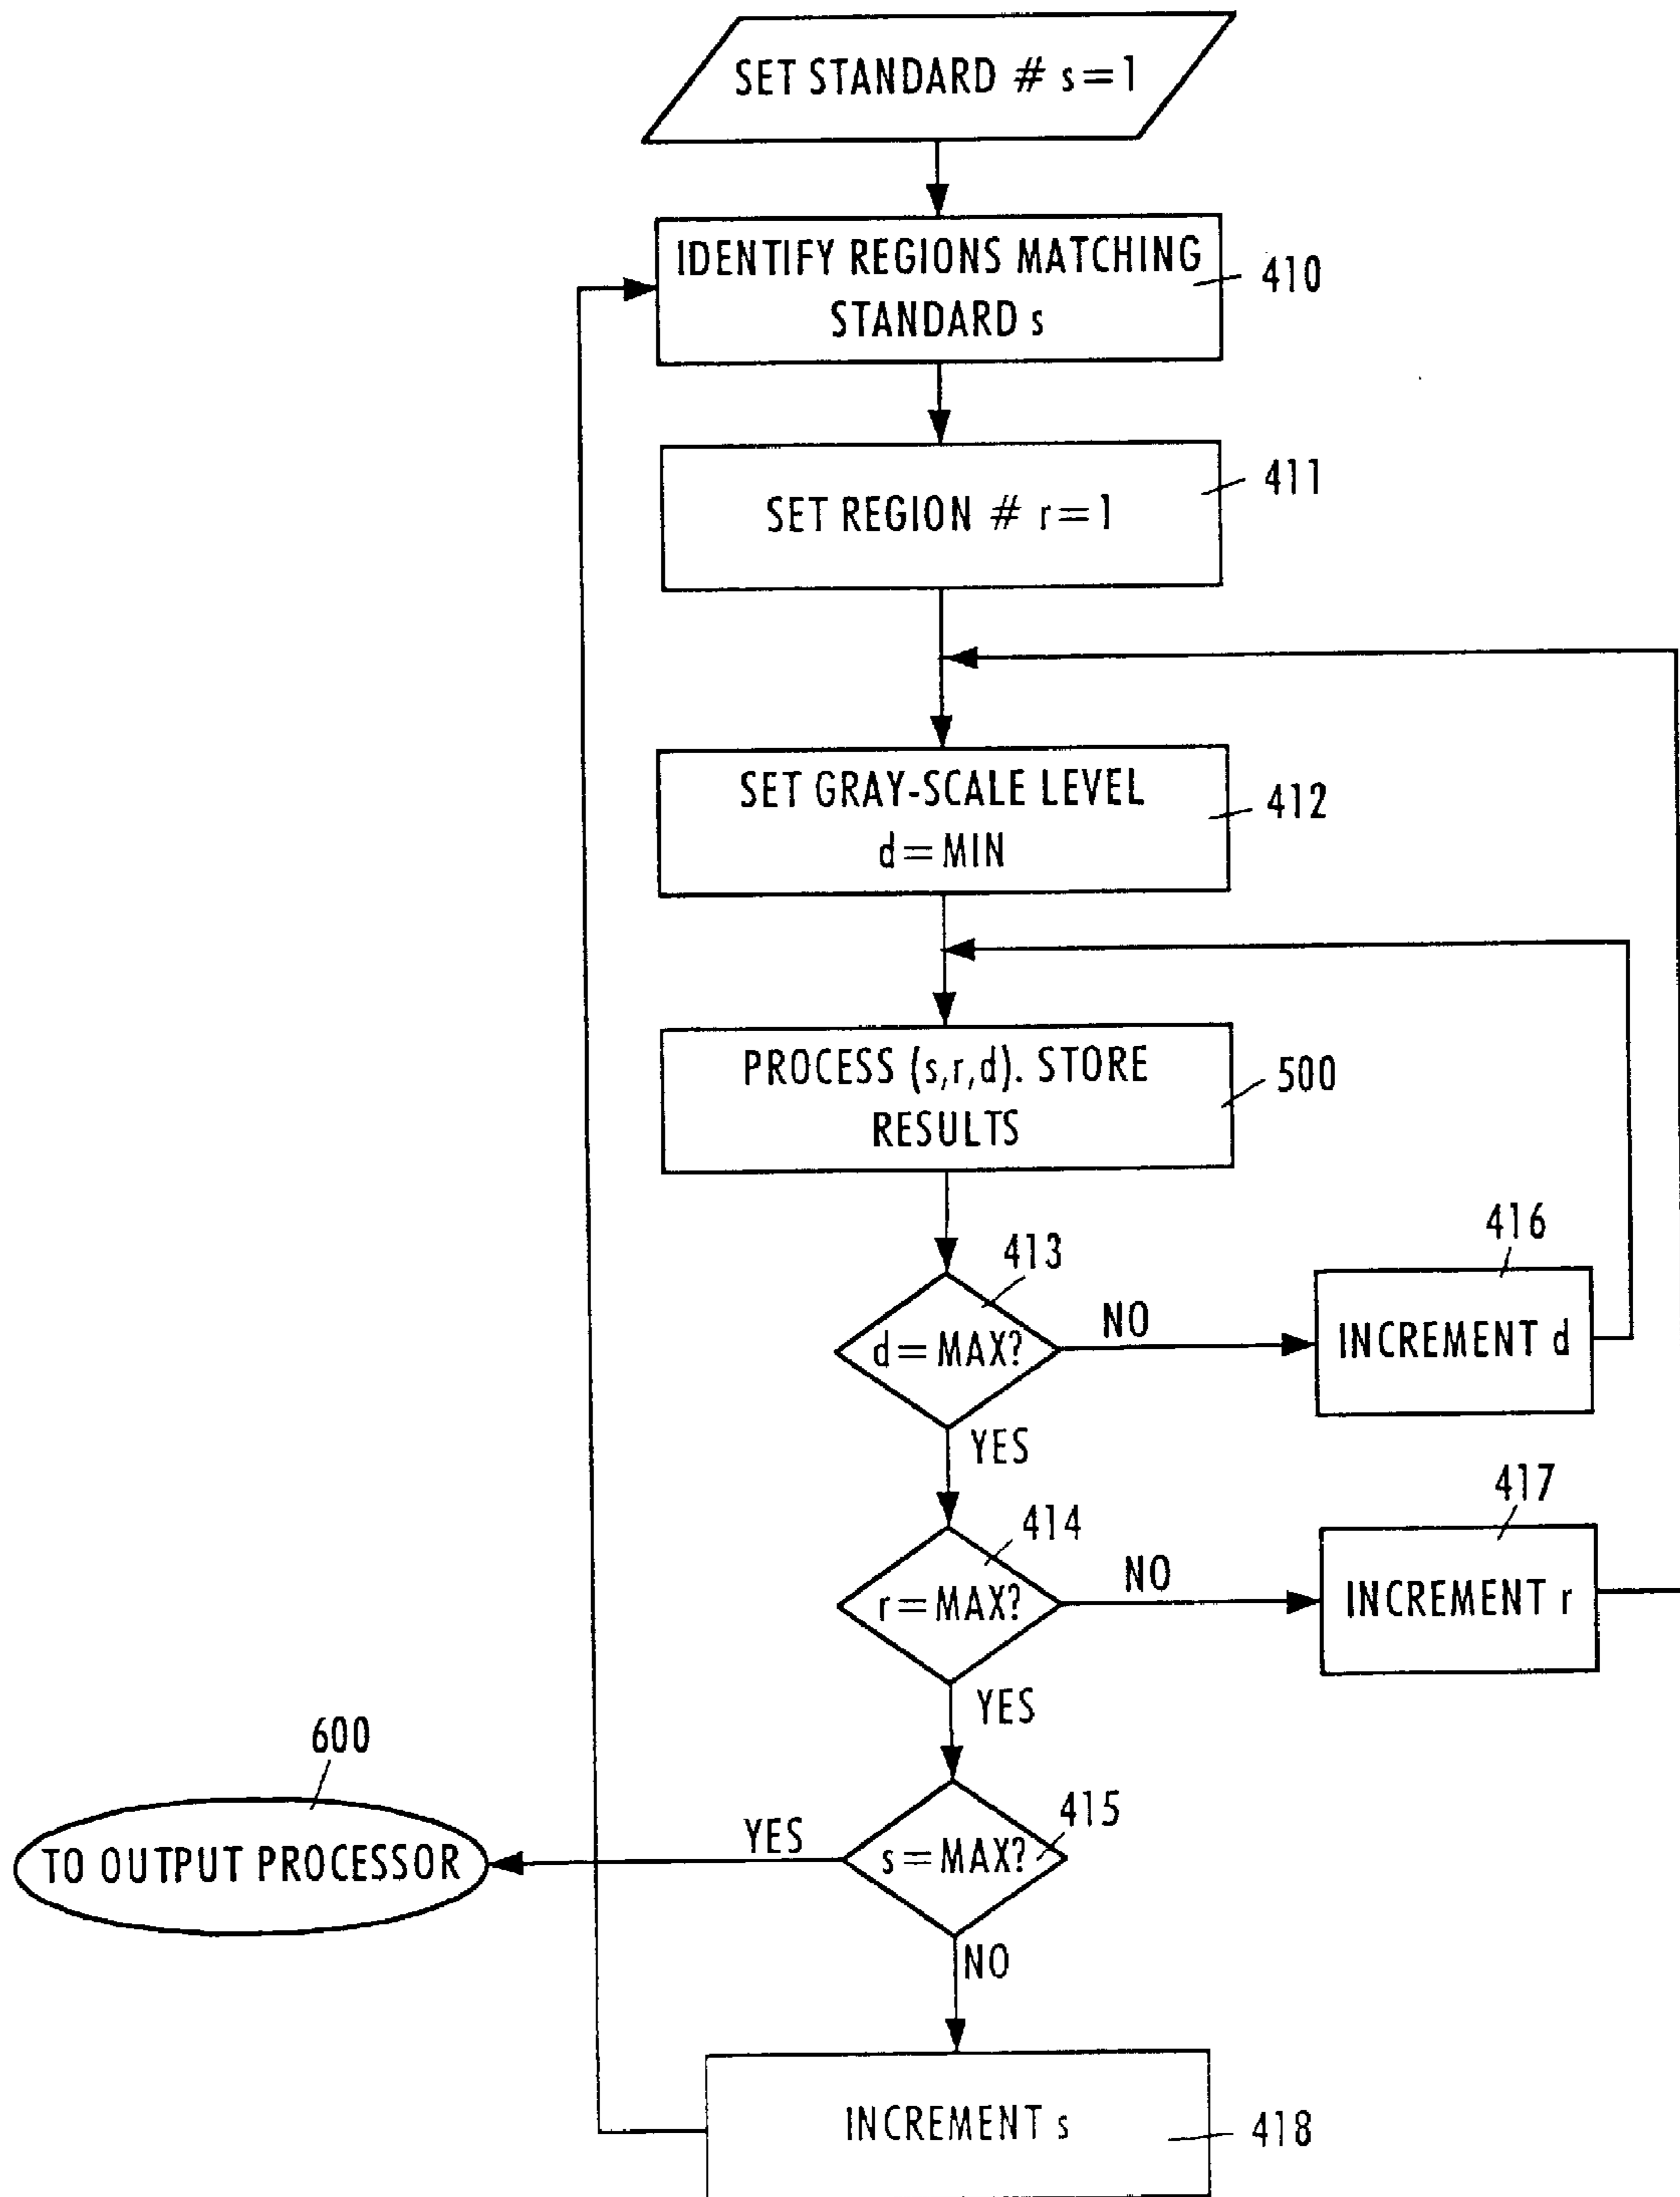 SET STANDARD # s=1
IDENTIFY REGIONS MATCHING
STANDARD s
410
SET REGION # r=1
411
SET GRAY-SCALE LEVEL
d=MIN
412
PROCESS (s,r,d). STORE
RESULTS
500
413
d=MAX?
NO
416
INCREMENT d
YES
414
r=MAX?
NO
417
INCREMENT r
YES
600
TO OUTPUT PROCESSOR
YES
415
s=MAX?
NO
INCREMENT s
418